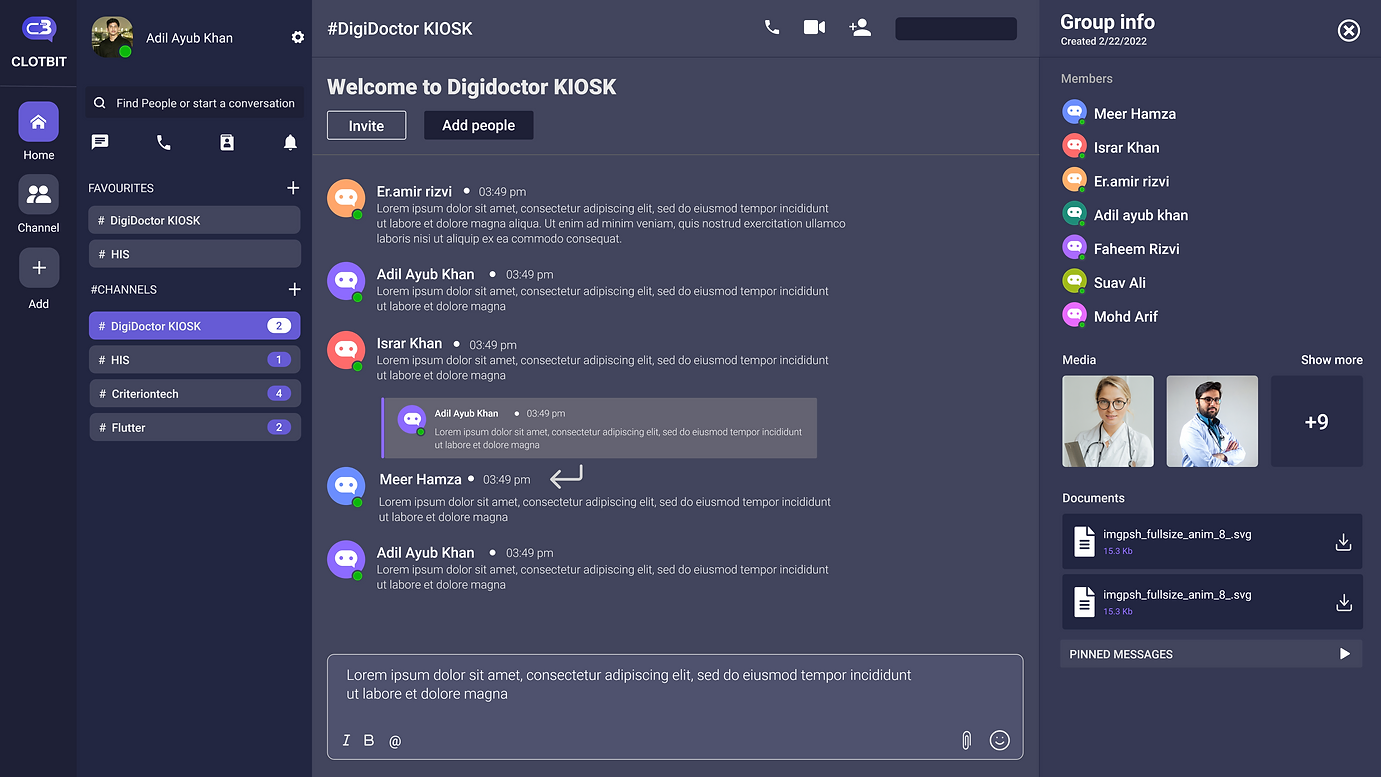 C3
CLOTBIT
Home
Channel
Add
Adil Ayub Khan
Find People or start a conversation
FAVOURITES
# DigiDoctor KIOSK
# HIS
#CHANNELS
# DigiDoctor KIOSK 2
# HIS 1
# Criteriontech 4
# Flutter 2
#DigiDoctor KIOSK
Welcome to Digidoctor KIOSK
Invite
Add people
Er.amir rizvi • 03:49 pm
Lorem ipsum dolor sit amet, consectetur adipiscing elit, sed do eiusmod tempor incididunt
ut labore et dolore magna aliqua. Ut enim ad minim veniam, quis nostrud exercitation ullamco
laboris nisi ut aliquip ex ea commodo consequat.
Adil Ayub Khan • 03:49 pm
Lorem ipsum dolor sit amet, consectetur adipiscing elit, sed do eiusmod tempor incididunt
ut labore et dolore magna
Israr Khan • 03:49 pm
Lorem ipsum dolor sit amet, consectetur adipiscing elit, sed do eiusmod tempor incididunt
ut labore et dolore magna
Adil Ayub Khan • 03:49 pm
Lorem ipsum dolor sit amet, consectetur adipiscing elit, sed do eiusmod tempor incididunt
ut labore et dolore magna
Meer Hamza • 03:49 pm
Lorem ipsum dolor sit amet, consectetur adipiscing elit, sed do eiusmod tempor incididunt
ut labore et dolore magna
Adil Ayub Khan • 03:49 pm
Lorem ipsum dolor sit amet, consectetur adipiscing elit, sed do eiusmod tempor incididunt
ut labore et dolore magna
Lorem ipsum dolor sit amet, consectetur adipiscing elit, sed do eiusmod tempor incididunt
ut labore et dolore magna
I B @
Group info
Created 2/22/2022
Members
Meer Hamza
Israr Khan
Er.amir rizvi
Adil ayub khan
Faheem Rizvi
Suav Ali
Mohd Arif
Media Show more
+9
Documents
imgpsh_fullsize_anim_8_.svg
15.3 Kb
imgpsh_fullsize_anim_8_.svg
15.3 Kb
PINNED MESSAGES